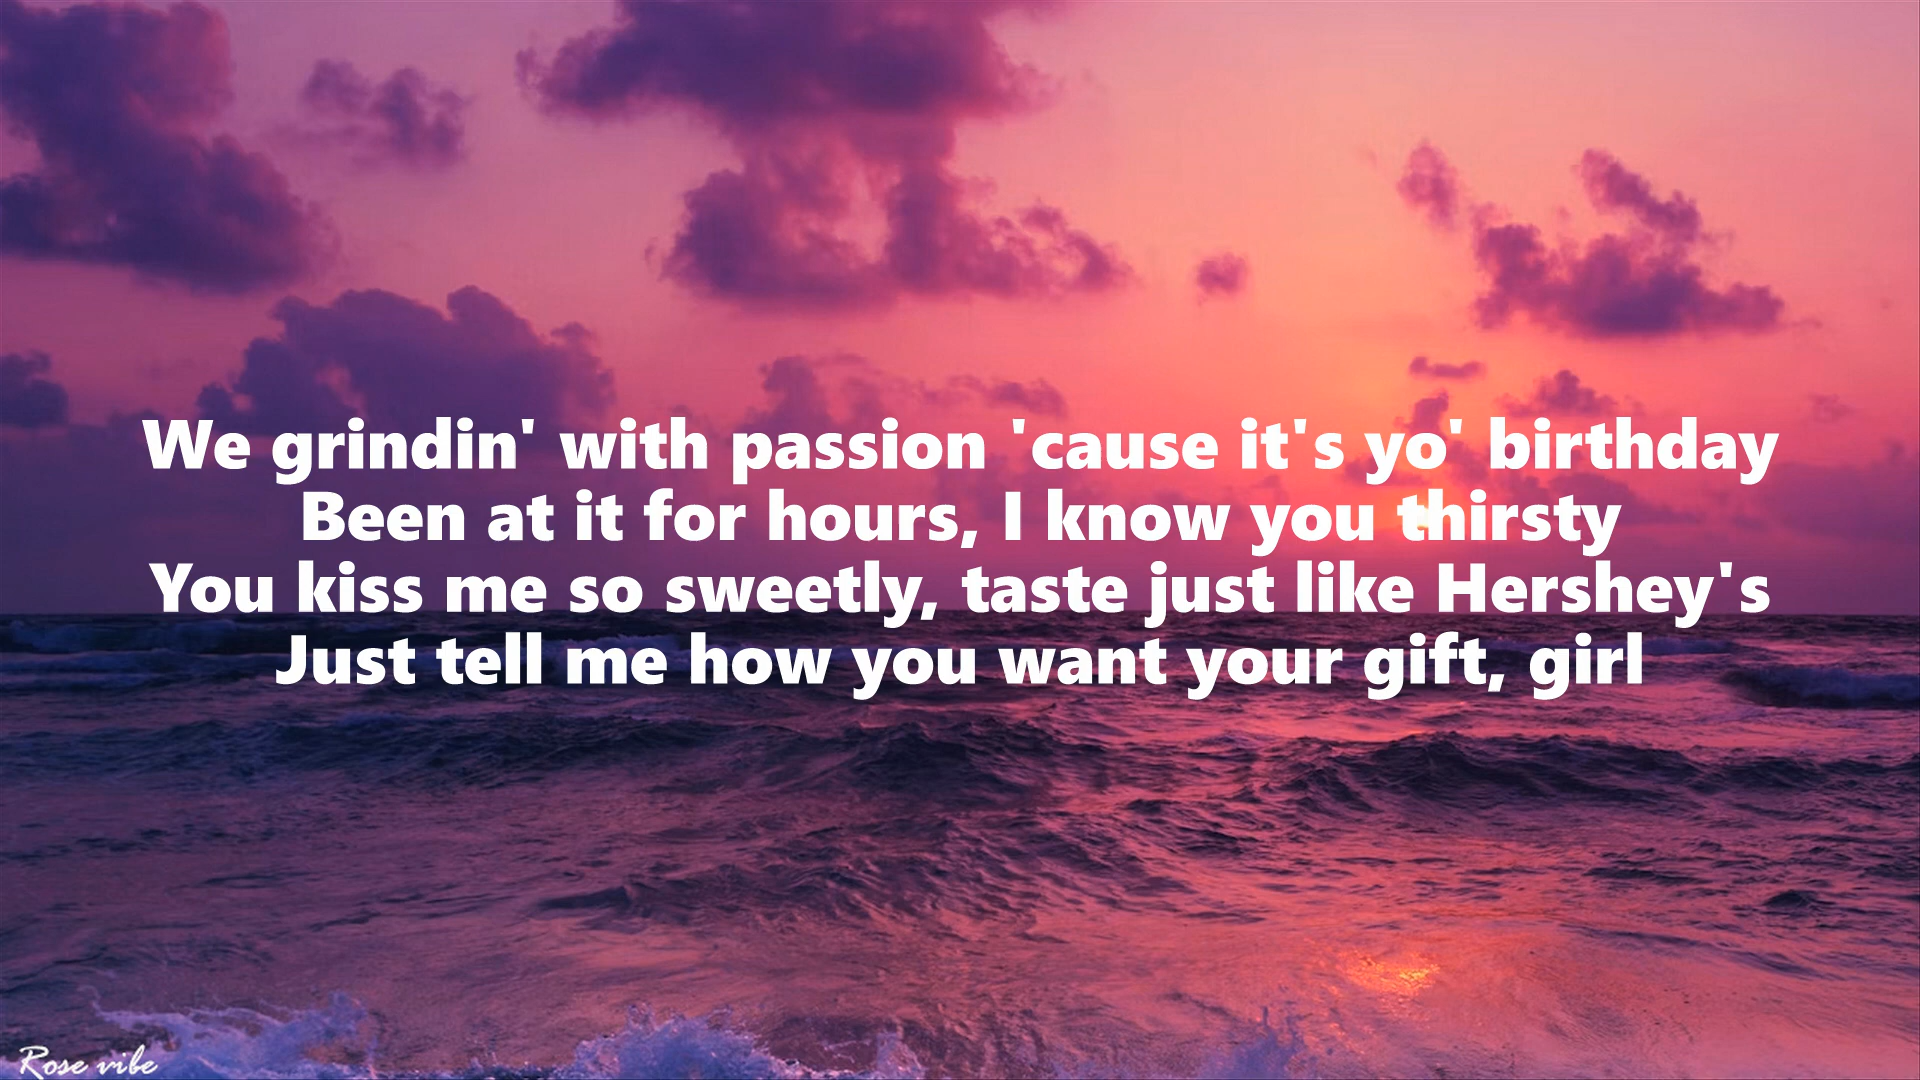 We grindin' with passion 'cause it's yo' birthday
Been at it for hours, I know you thirsty
You kiss me so sweetly, taste just like Hershey's
Just tell me how you want your gift, girl
Rose vibe